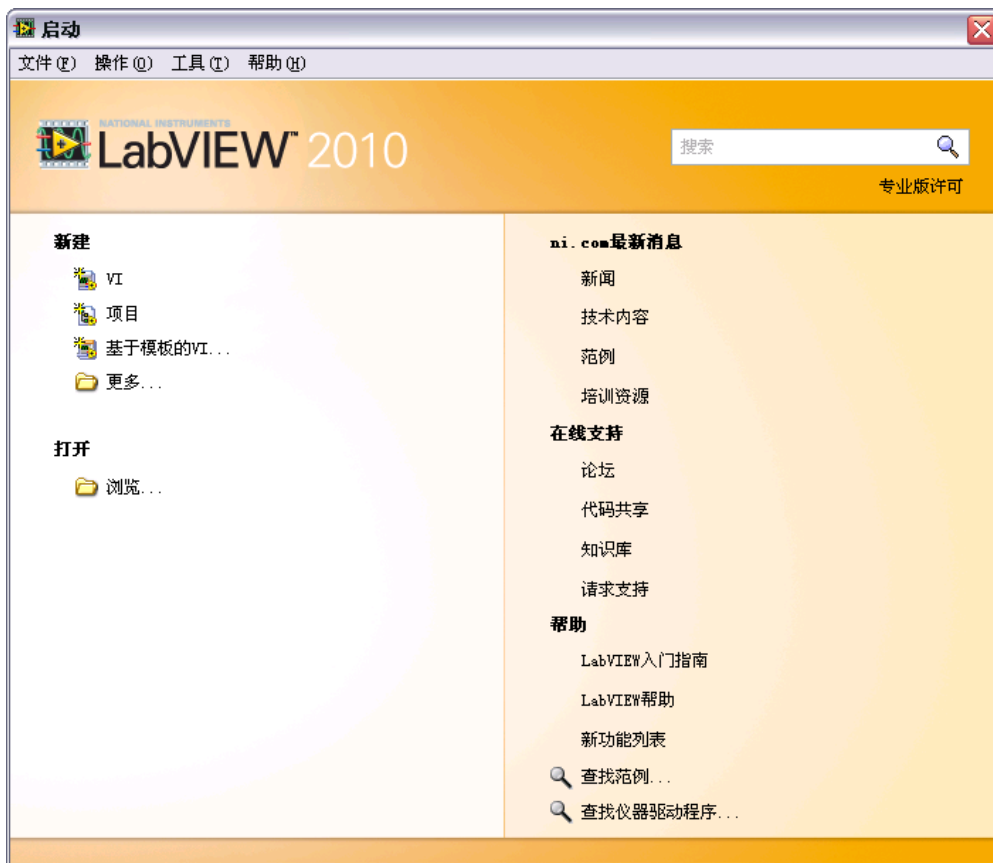 启动
文件(F) 操作(O) 工具(T) 帮助(H)
NATIONAL INSTRUMENTS
LabVIEW™ 2010
搜索
专业版许可
新建
VI
项目
基于模板的VI...
更多...
打开
浏览...
ni.com最新消息
新闻
技术内容
范例
培训资源
在线支持
论坛
代码共享
知识库
请求支持
帮助
LabVIEW入门指南
LabVIEW帮助
新功能列表
查找范例...
查找仪器驱动程序...